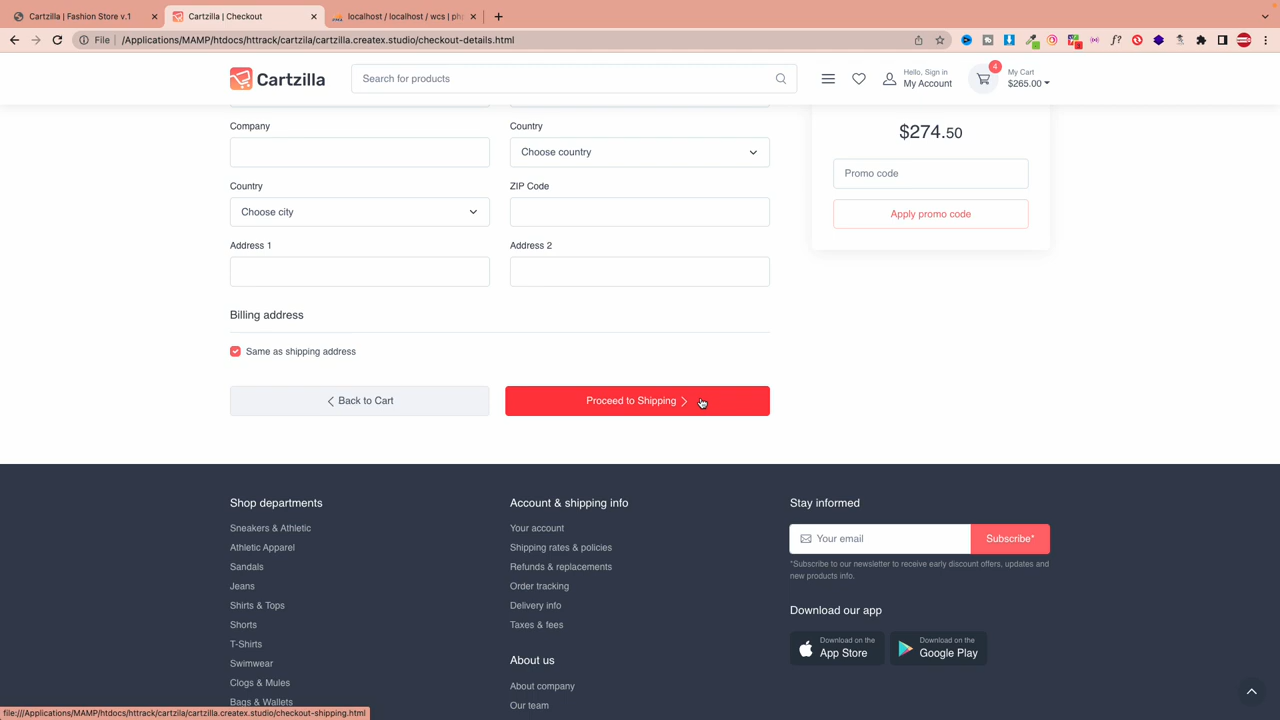 Cartzilla | Fashion Store v.1
Cartzilla | Checkout
localhost / localhost / wcs | ph
File
/Applications/MAMP/htdocs/httrack/cartzila/cartzilla.createx.studio/checkout-details.html
Cartzilla
Search for products
Hello, Sign in
My Account
4
My Cart
$265.00
Company
Country
Choose country
Country
Choose city
ZIP Code
Address 1
Address 2
Billing address
Same as shipping address
Back to Cart
Proceed to Shipping
$274.50
Promo code
Apply promo code
Shop departments
Sneakers & Athletic
Athletic Apparel
Sandals
Jeans
Shirts & Tops
Shorts
T-Shirts
Swimwear
Clogs & Mules
Bags & Wallets
Account & shipping info
Your account
Shipping rates & policies
Refunds & replacements
Order tracking
Delivery info
Taxes & fees
About us
About company
Our team
Stay informed
Your email
Subscribe*
*Subscribe to our newsletter to receive early discount offers, updates and
new products info.
Download our app
Download on the
App Store
Download on the
Google Play
file:///Applications/MAMP/htdocs/httrack/cartzila/cartzilla.createx.studio/checkout-shipping.html